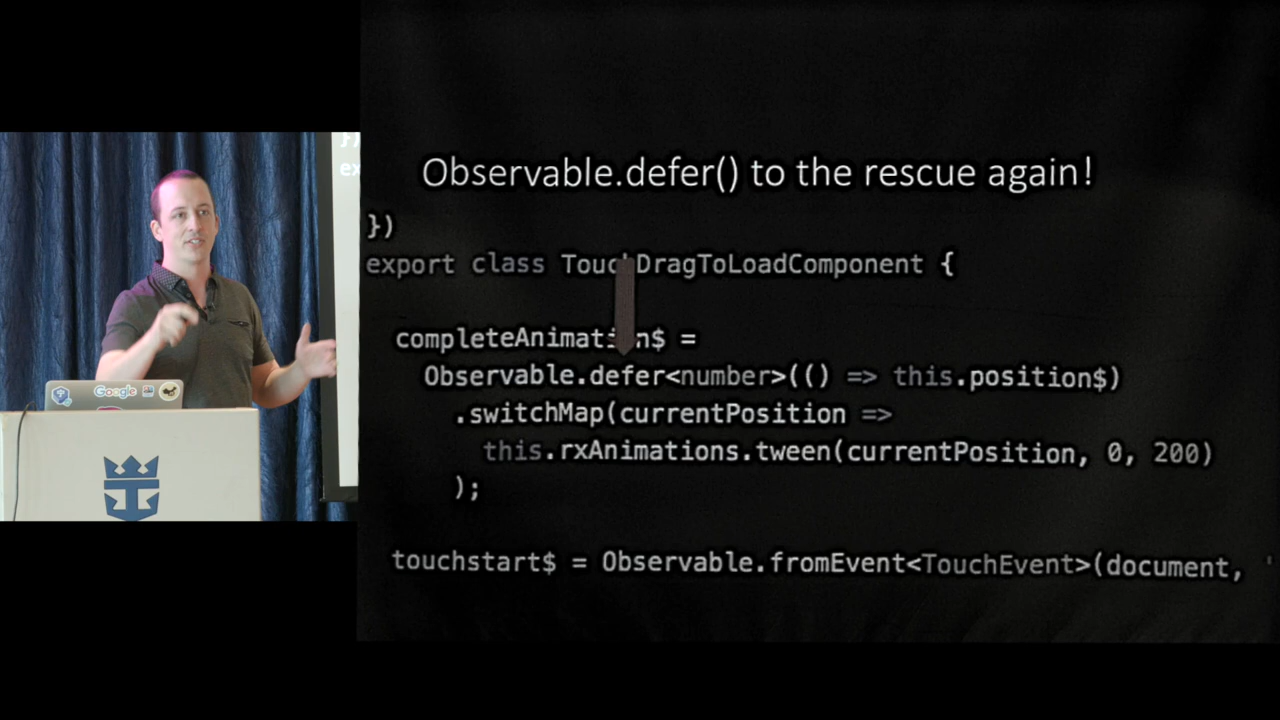 Observable.defer() to the rescue again!
})
export class TouchDragToLoadComponent {
completeAnimation$ =
Observable.defer<number>(() => this.position$)
.switchMap(currentPosition =>
this.rxAnimations.tween(currentPosition, 0, 200)
);
touchstart$ = Observable.fromEvent<TouchEvent>(document, '
})
ex
Google